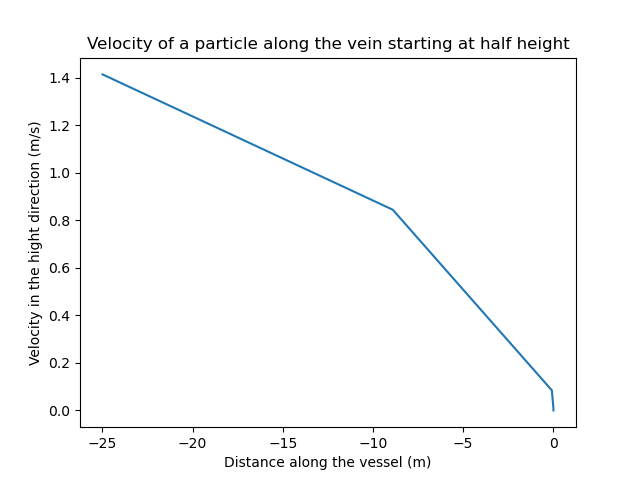 Velocity of a particle along the vein starting at half height
Velocity in the hight direction (m/s)
1.4
1.2
1.0
0.8
0.6
0.4
0.2
0.0
−25 −20 −15 −10 −5 0
Distance along the vessel (m)